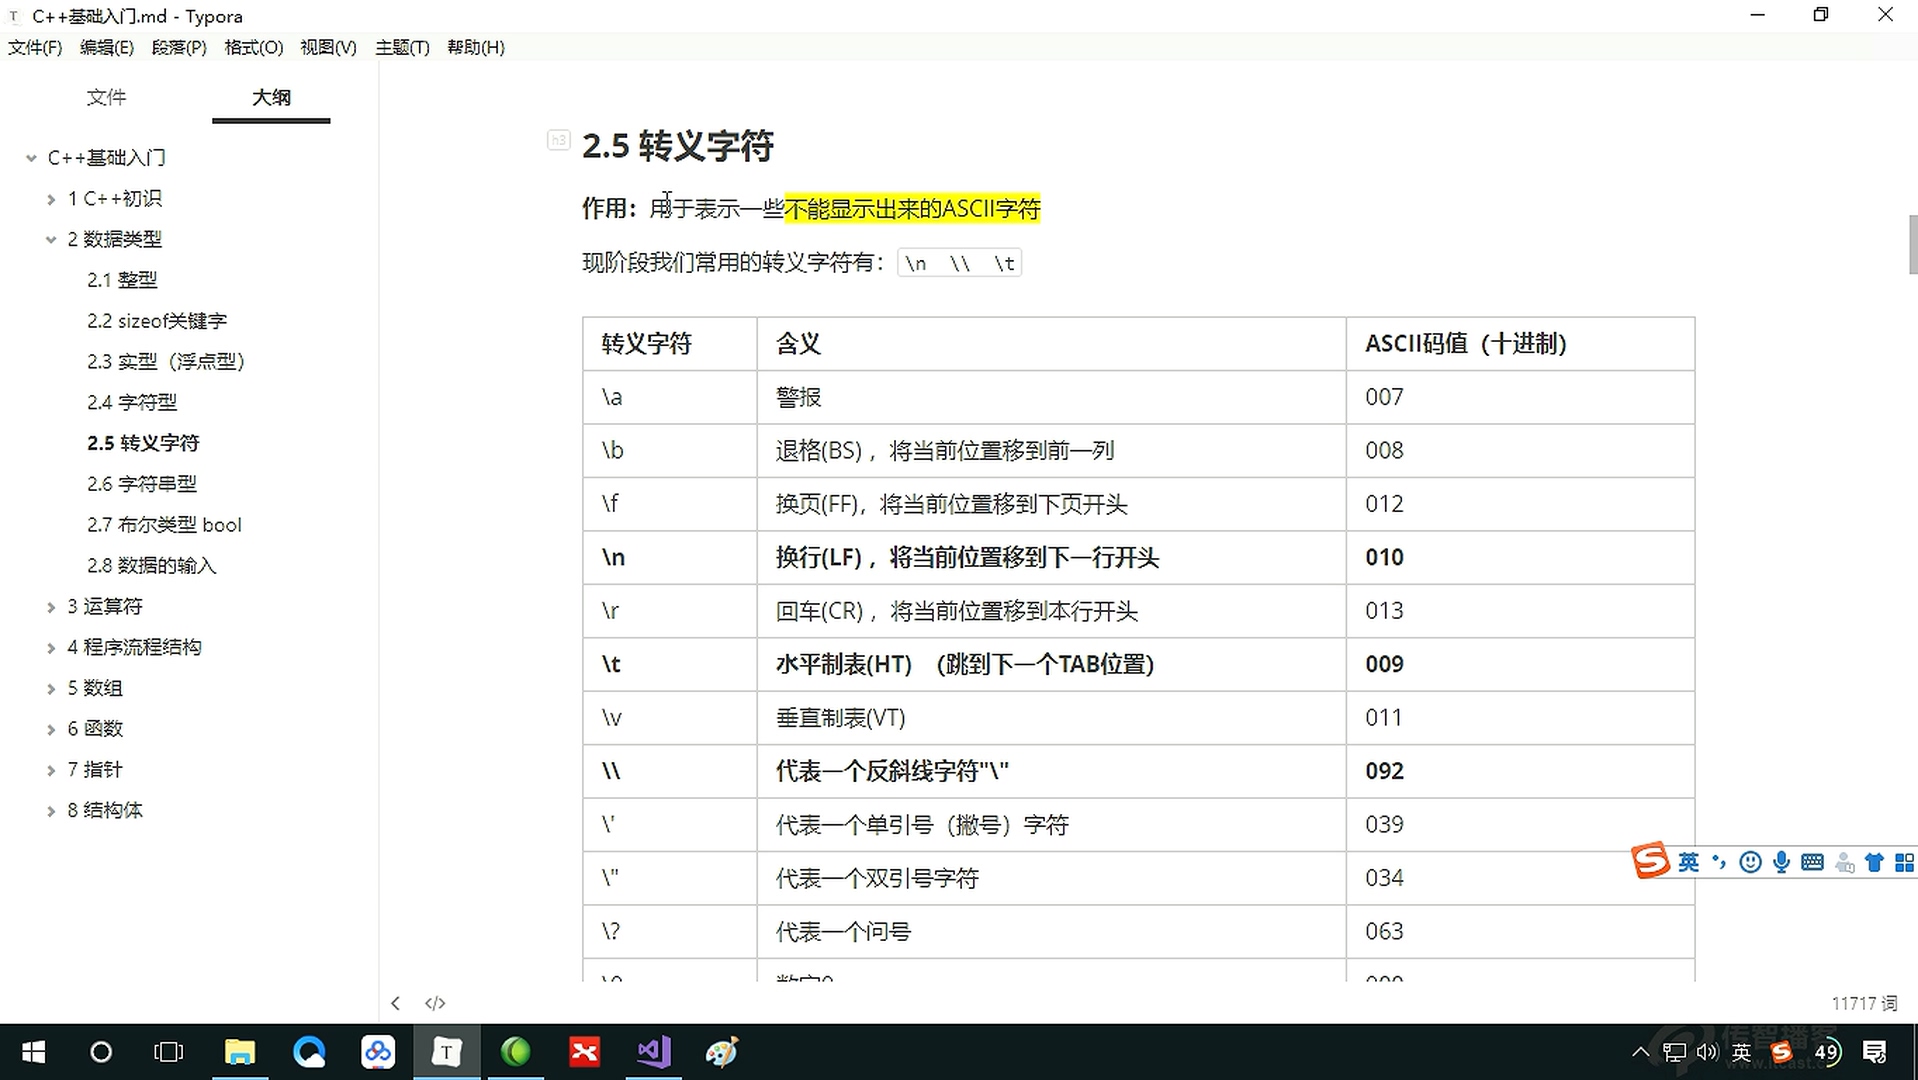 C++基础入门.md - Typora
文件(F) 编辑(E) 段落(P) 格式(O) 视图(V) 主题(T) 帮助(H)
文件 大纲
C++基础入门
1 C++初识
2 数据类型
2.1 整型
2.2 sizeof关键字
2.3 实型（浮点型）
2.4 字符型
2.5 转义字符
2.6 字符串型
2.7 布尔类型 bool
2.8 数据的输入
3 运算符
4 程序流程结构
5 数组
6 函数
7 指针
8 结构体
h3 2.5 转义字符
作用：用于表示一些不能显示出来的ASCII字符
现阶段我们常用的转义字符有： \n \\ \t
转义字符 含义 ASCII码值（十进制）
\a 警报 007
\b 退格(BS) ，将当前位置移到前一列 008
\f 换页(FF)，将当前位置移到下页开头 012
\n 换行(LF) ，将当前位置移到下一行开头 010
\r 回车(CR) ，将当前位置移到本行开头 013
\t 水平制表(HT) （跳到下一个TAB位置） 009
\v 垂直制表(VT) 011
\\ 代表一个反斜线字符"\" 092
\' 代表一个单引号（撇号）字符 039
\" 代表一个双引号字符 034
\? 代表一个问号 063
英
11717 词
英 49
传智播客
www.itcast.c